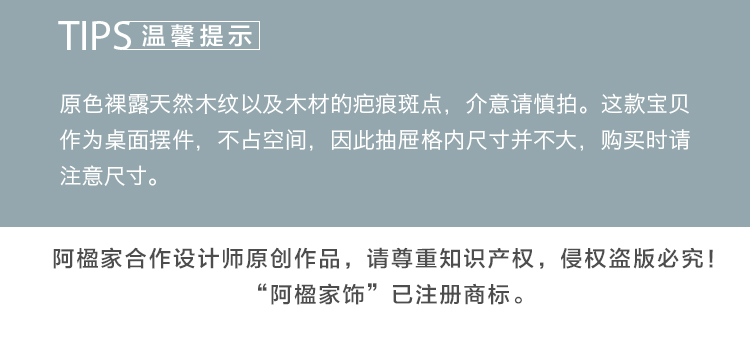 TIPS 温馨提示
原色裸露天然木纹以及木材的疤痕斑点，介意请慎拍。这款宝贝
作为桌面摆件，不占空间，因此抽屉格内尺寸并不大，购买时请
注意尺寸。
阿楹家合作设计师原创作品，请尊重知识产权，侵权盗版必究！
“阿楹家饰”已注册商标。